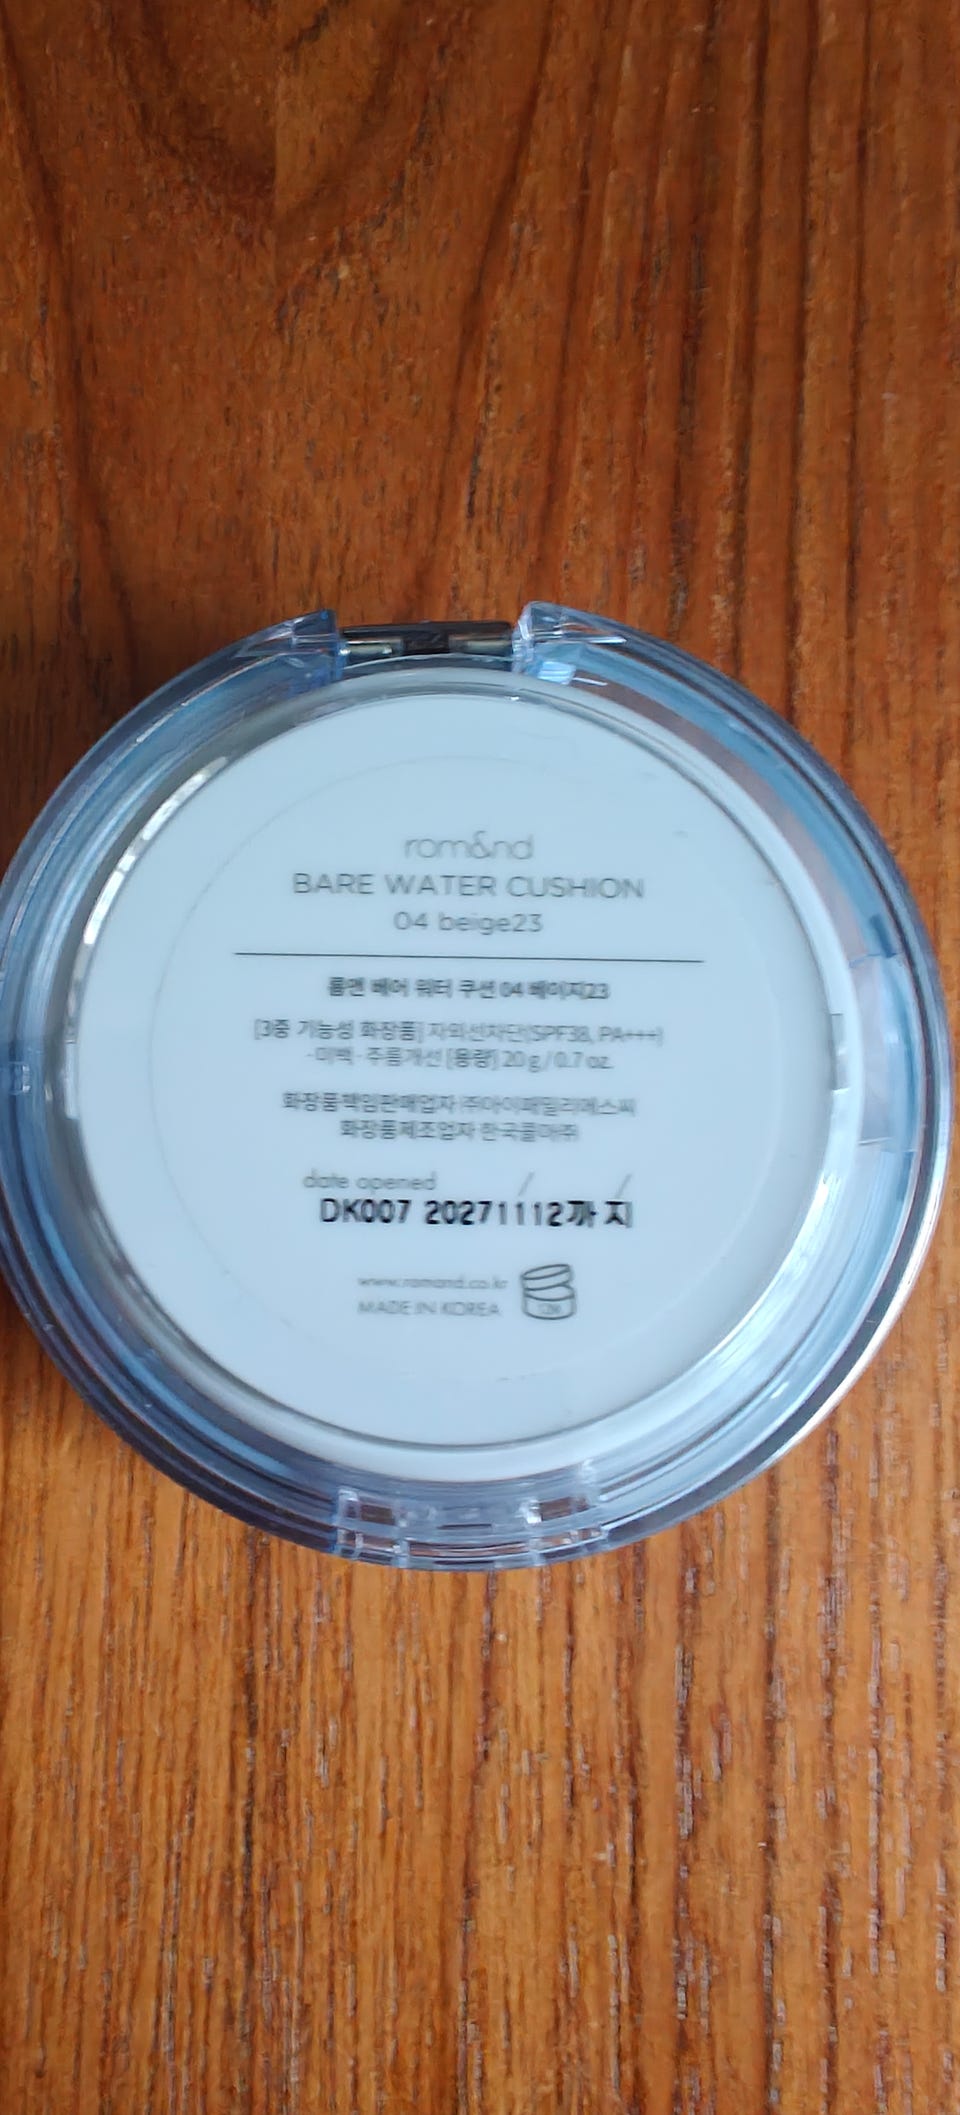 rom&nd
BARE WATER CUSHION
04 beige23
롬앤 베어 워터 쿠션 04 베이지23
[3중 기능성 화장품] 자외선차단(SPF38, PA+++)
·미백·주름개선 [용량] 20 g / 0.7 oz.
화장품책임판매업자 ㈜아이패밀리에스씨
화장품제조업자 한국콜마㈜
date opened / /
DK007 20271112까지
www.romand.co.kr
MADE IN KOREA
12M